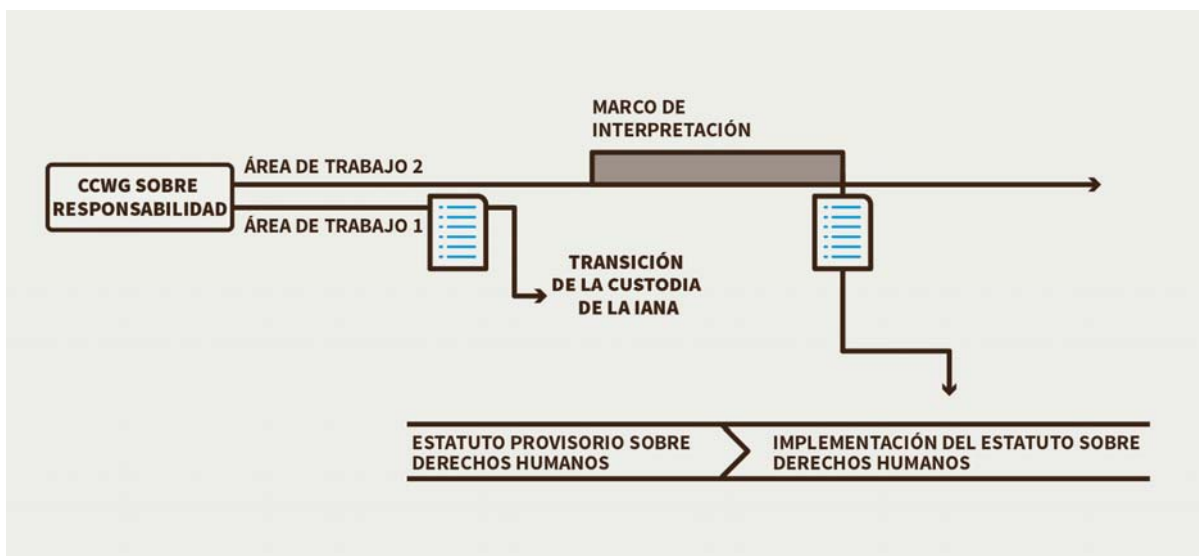 MARCO DE
INTERPRETACIÓN
ÁREA DE TRABAJO 2
CCWG SOBRE
RESPONSABILIDAD
ÁREA DE TRABAJO 1
TRANSICIÓN
DE LA CUSTODIA
DE LA IANA
ESTATUTO PROVISORIO SOBRE
DERECHOS HUMANOS
IMPLEMENTACIÓN DEL ESTATUTO SOBRE
DERECHOS HUMANOS